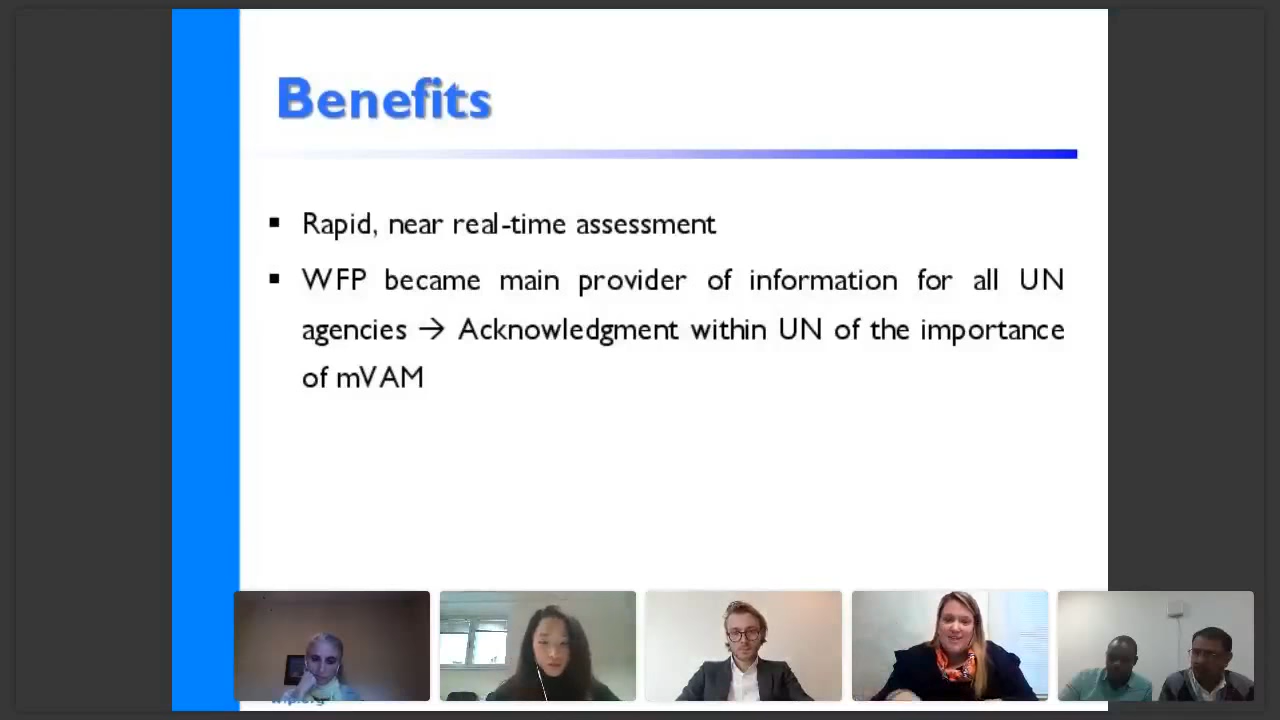 Benefits
▪ Rapid, near real-time assessment
▪ WFP became main provider of information for all UN
agencies → Acknowledgment within UN of the importance
of mVAM